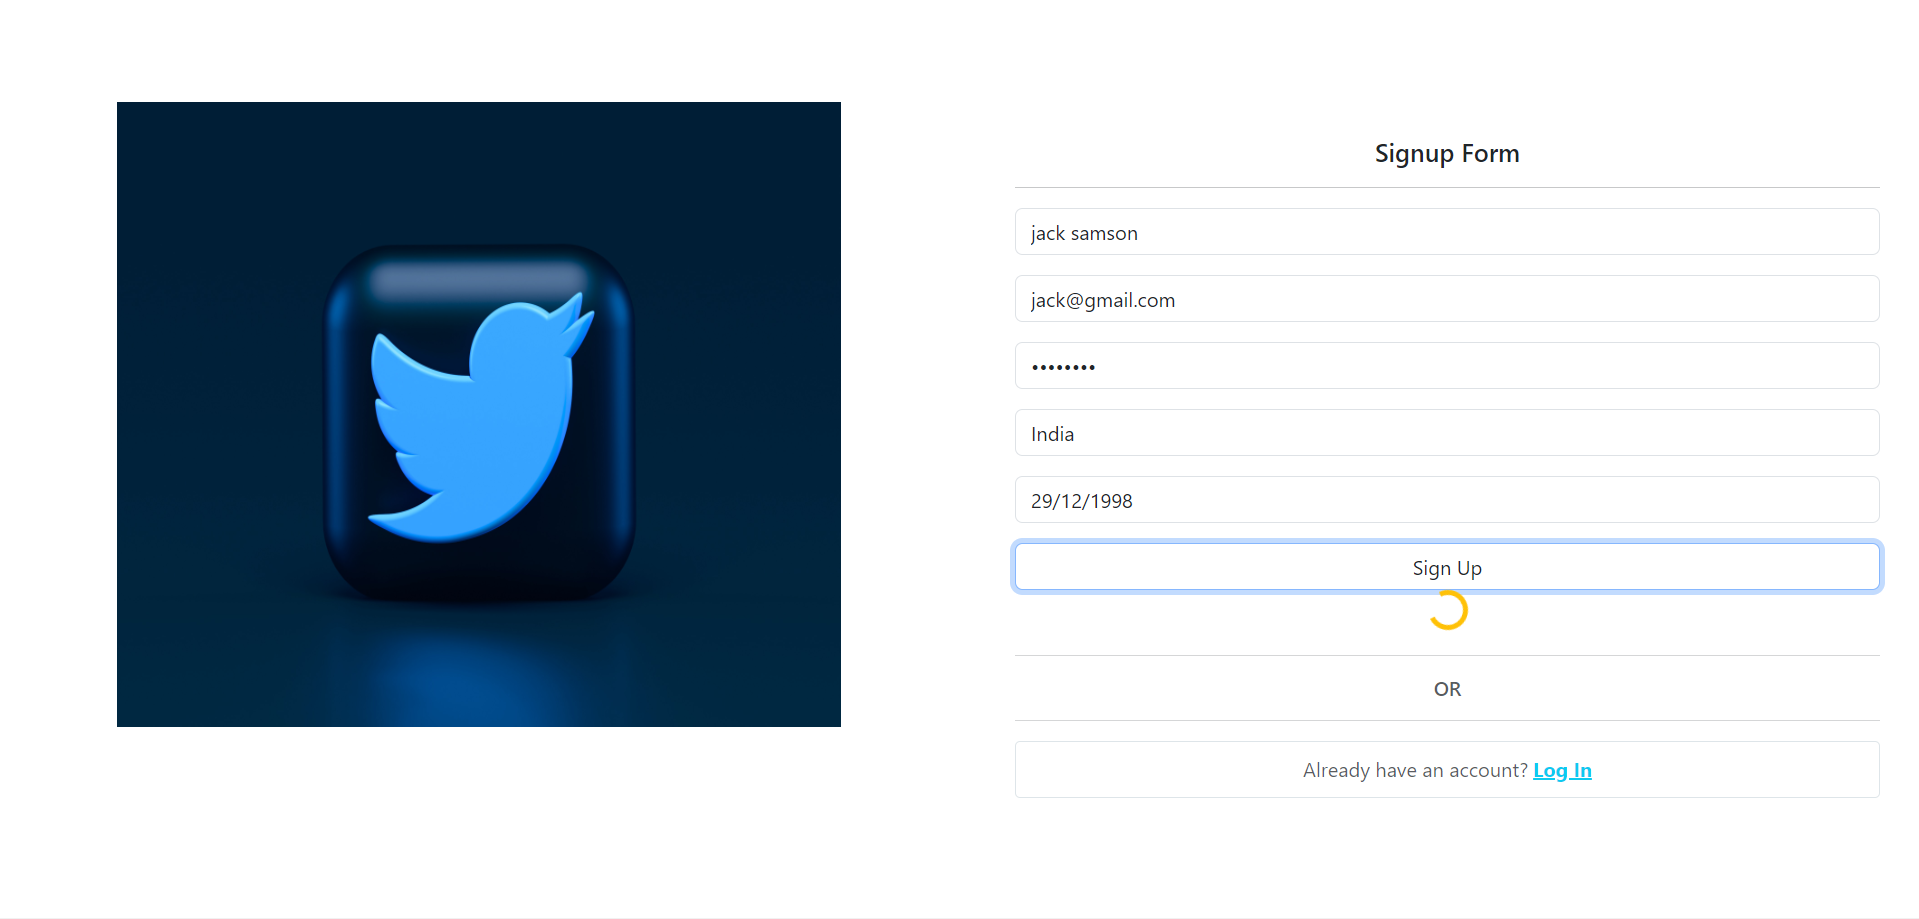 Signup Form
jack samson
jack@gmail.com
••••••••
India
29/12/1998
Sign Up
OR
Already have an account? Log In